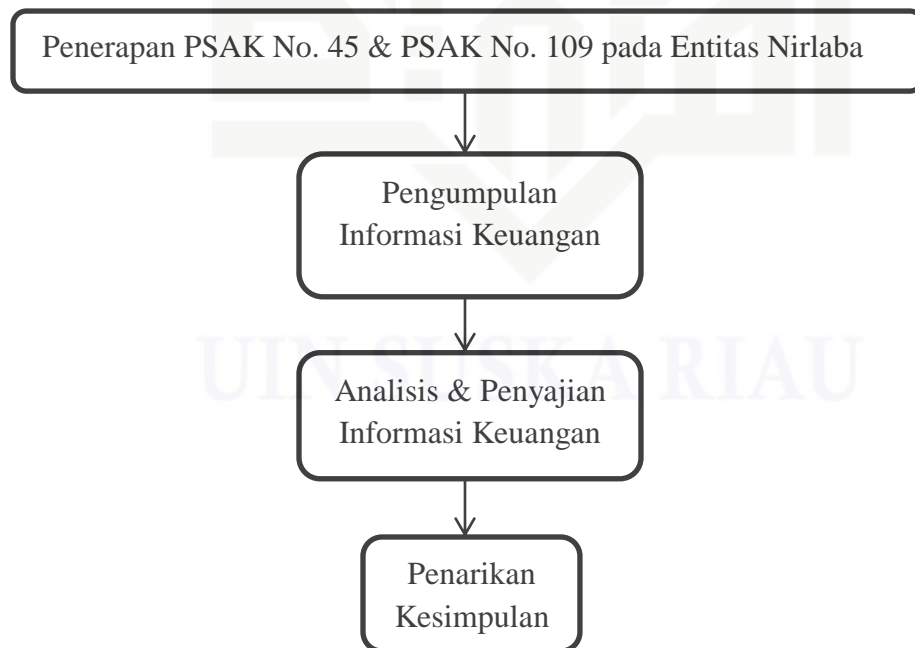 Penerapan PSAK No. 45 & PSAK No. 109 pada Entitas Nirlaba
Pengumpulan
Informasi Keuangan
UIN SUSKA RIAU
Analisis & Penyajian
Informasi Keuangan
Penarikan
Kesimpulan